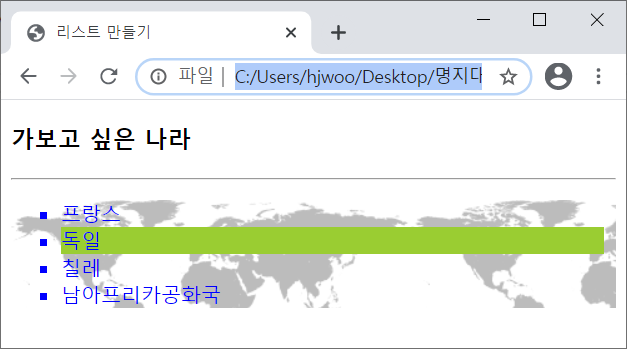 리스트 만들기
파일 | C:/Users/hjwoo/Desktop/명지대
가보고 싶은 나라
프랑스
독일
칠레
남아프리카공화국